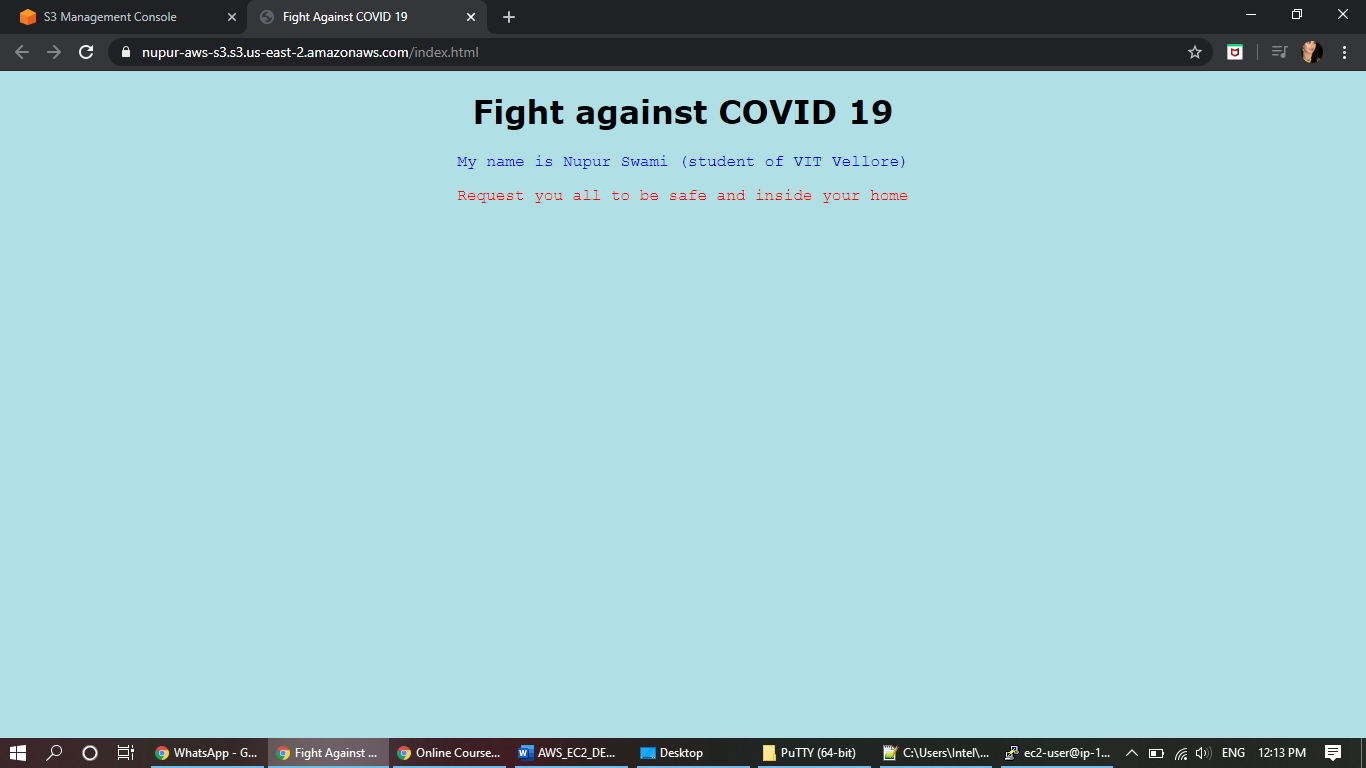 S3 Management Console
Fight Against COVID 19
nupur-aws-s3.s3.us-east-2.amazonaws.com/index.html
Fight against COVID 19
My name is Nupur Swami (student of VIT Vellore)
Request you all to be safe and inside your home
WhatsApp - G...
Fight Against ...
Online Course...
AWS_EC2_DE...
Desktop
PuTTY (64-bit)
C:\Users\Intel\...
ec2-user@ip-1...
ENG
12:13 PM